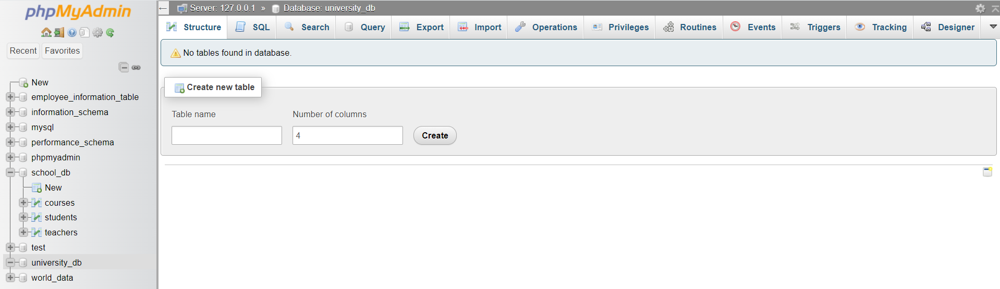 phpMyAdmin
Recent Favorites
New
employee_information_table
information_schema
mysql
performance_schema
phpmyadmin
school_db
New
courses
students
teachers
test
university_db
world_data
Server: 127.0.0.1 » Database: university_db
Structure SQL Search Query Export Import Operations Privileges Routines Events Triggers Tracking Designer
No tables found in database.
Create new table
Table name Number of columns
4 Create